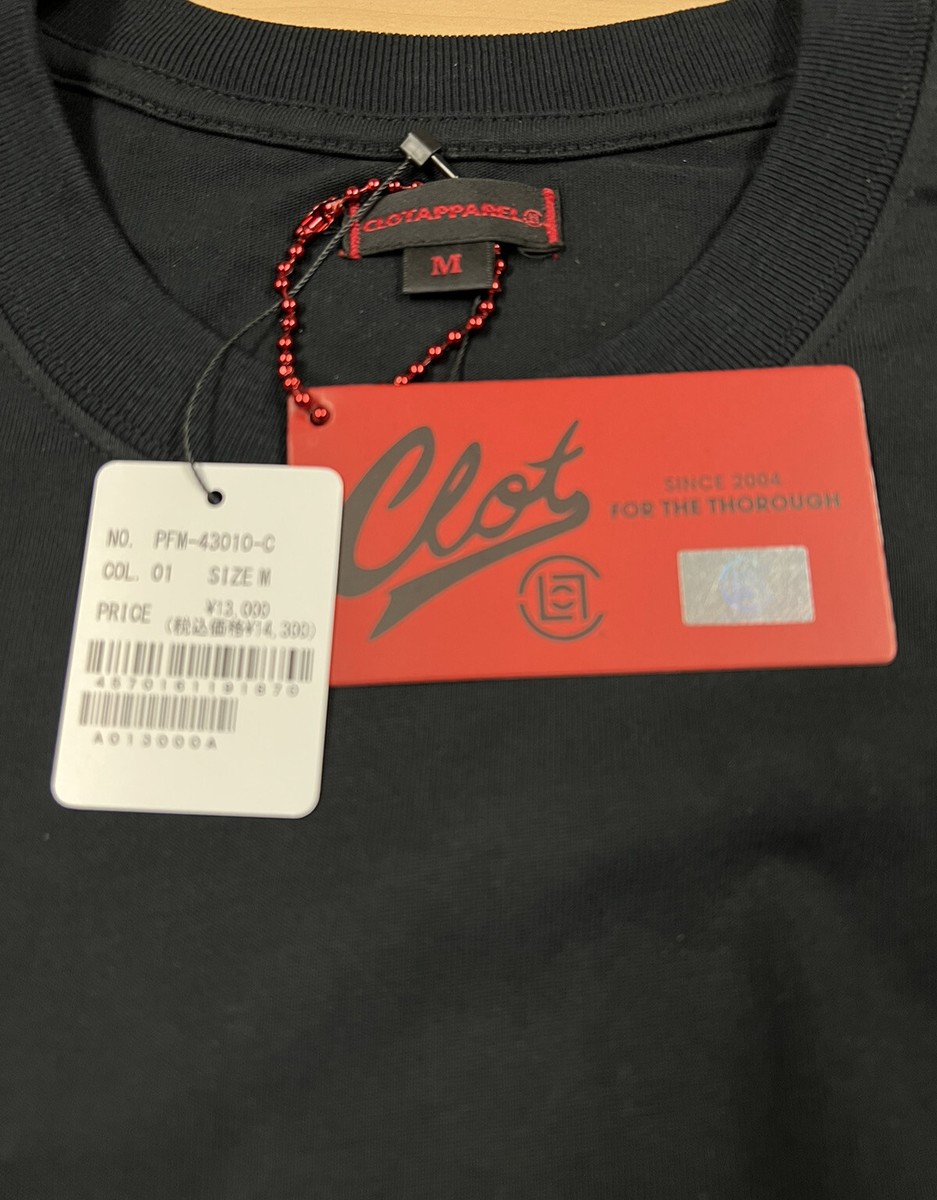 CLOTAPPAREL
M
Clot
SINCE 2004
FOR THE THOROUGH
NO. PFM-43010-C
COL. 01 SIZE M
PRICE ¥13,000
(税込価格¥14,300)
4570161191870
A013000A